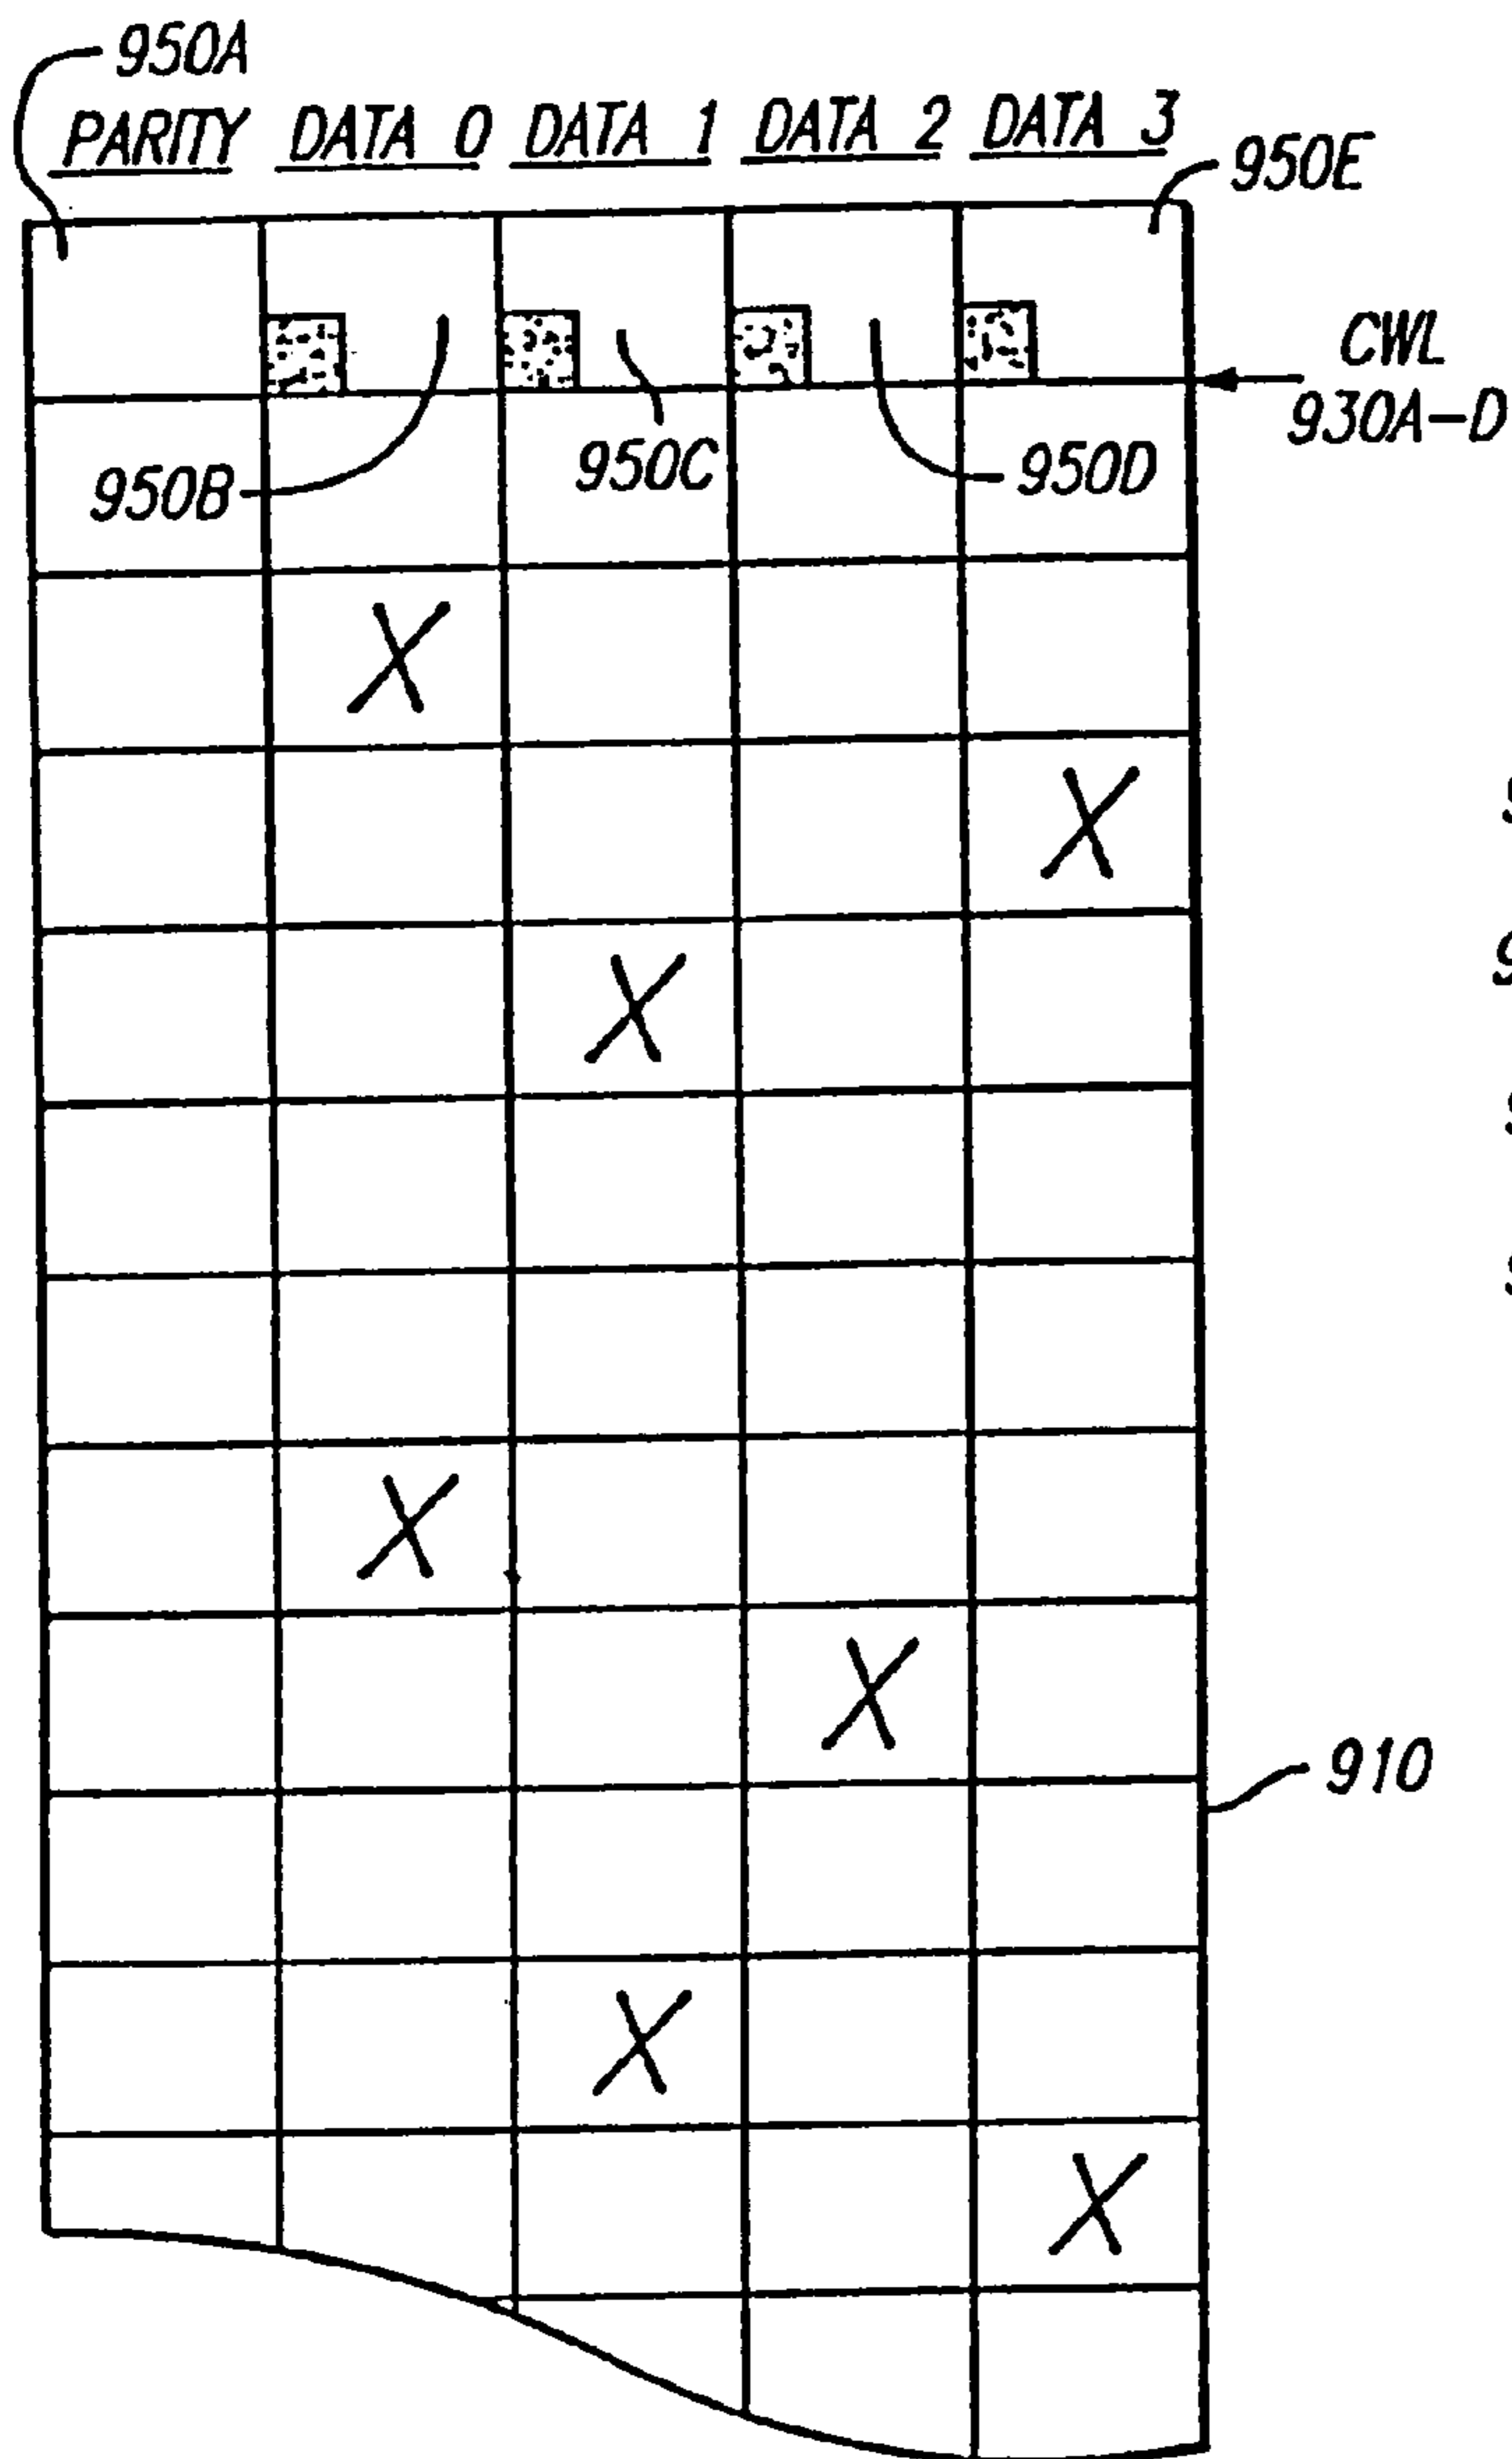 950A
PARITY DATA 0 DATA 1 DATA 2 DATA 3
950E
CWL
930A-D
950B
950C
950D
X
X
X
X
X
X
X
910